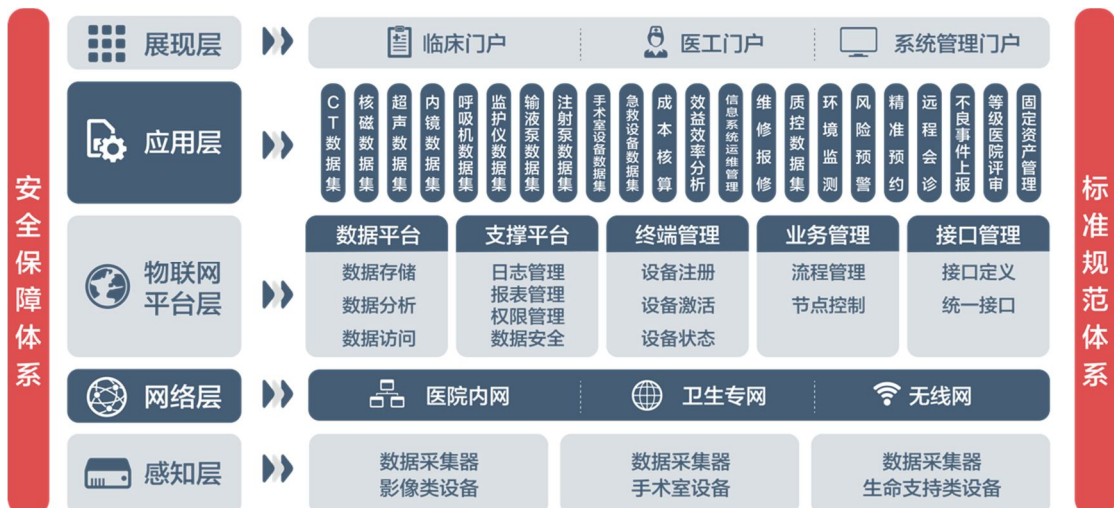 安全保障体系
展现层
临床门户
医工门户
系统管理门户
应用层
CT数据集
核磁数据集
超声数据集
内镜数据集
呼吸机数据集
监护仪数据集
输液泵数据集
注射泵数据集
手术室设备数据集
急救设备数据集
成本核算
效益效率分析
信息系统运维管理
维修报修
质控数据集
环境监测
风险预警
精准预约
远程会诊
不良事件上报
等级医院评审
固定资产管理
物联网
平台层
数据平台
数据存储
数据分析
数据访问
支撑平台
日志管理
报表管理
权限管理
数据安全
终端管理
设备注册
设备激活
设备状态
业务管理
流程管理
节点控制
接口管理
接口定义
统一接口
网络层
医院内网
卫生专网
无线网
感知层
数据采集器
影像类设备
数据采集器
手术室设备
数据采集器
生命支持类设备
标准规范体系